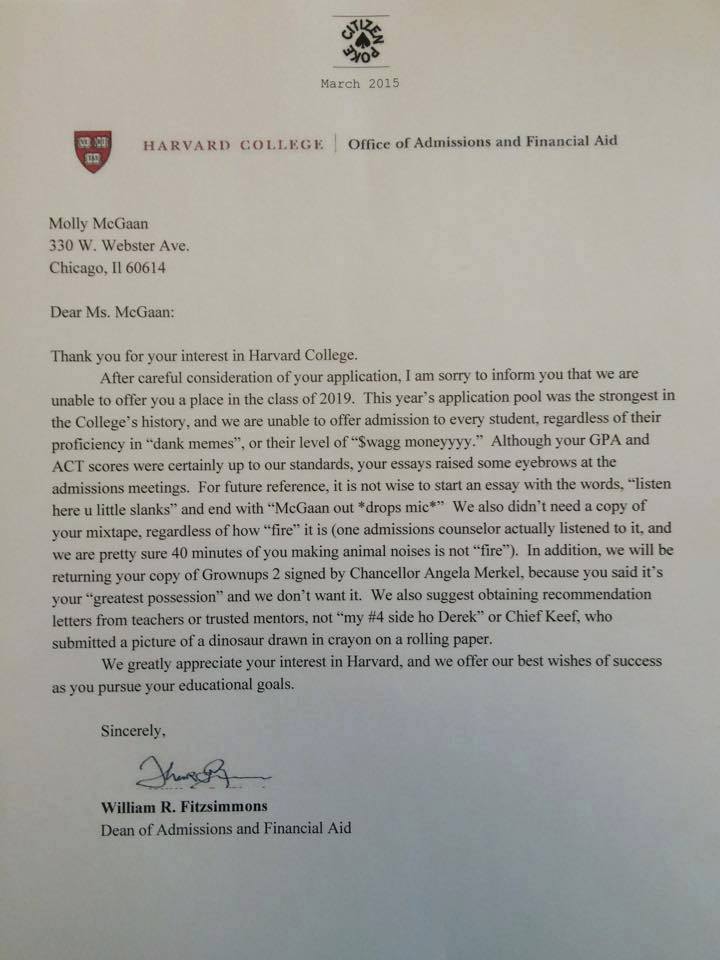 CITIZEN
POKE
March 2015
HARVARD COLLEGE | Office of Admissions and Financial Aid
Molly McGaan
330 W. Webster Ave.
Chicago, Il 60614
Dear Ms. McGaan:
Thank you for your interest in Harvard College.
After careful consideration of your application, I am sorry to inform you that we are
unable to offer you a place in the class of 2019. This year's application pool was the strongest in
the College's history, and we are unable to offer admission to every student, regardless of their
proficiency in “dank memes”, or their level of “$wagg moneyyyy.” Although your GPA and
ACT scores were certainly up to our standards, your essays raised some eyebrows at the
admissions meetings. For future reference, it is not wise to start an essay with the words, “listen
here u little slanks” and end with “McGaan out *drops mic*” We also didn't need a copy of
your mixtape, regardless of how “fire” it is (one admissions counselor actually listened to it, and
we are pretty sure 40 minutes of you making animal noises is not “fire”). In addition, we will be
returning your copy of Grownups 2 signed by Chancellor Angela Merkel, because you said it's
your “greatest possession” and we don't want it. We also suggest obtaining recommendation
letters from teachers or trusted mentors, not “my #4 side ho Derek” or Chief Keef, who
submitted a picture of a dinosaur drawn in crayon on a rolling paper.
We greatly appreciate your interest in Harvard, and we offer our best wishes of success
as you pursue your educational goals.
Sincerely,
William R. Fitzsimmons
Dean of Admissions and Financial Aid